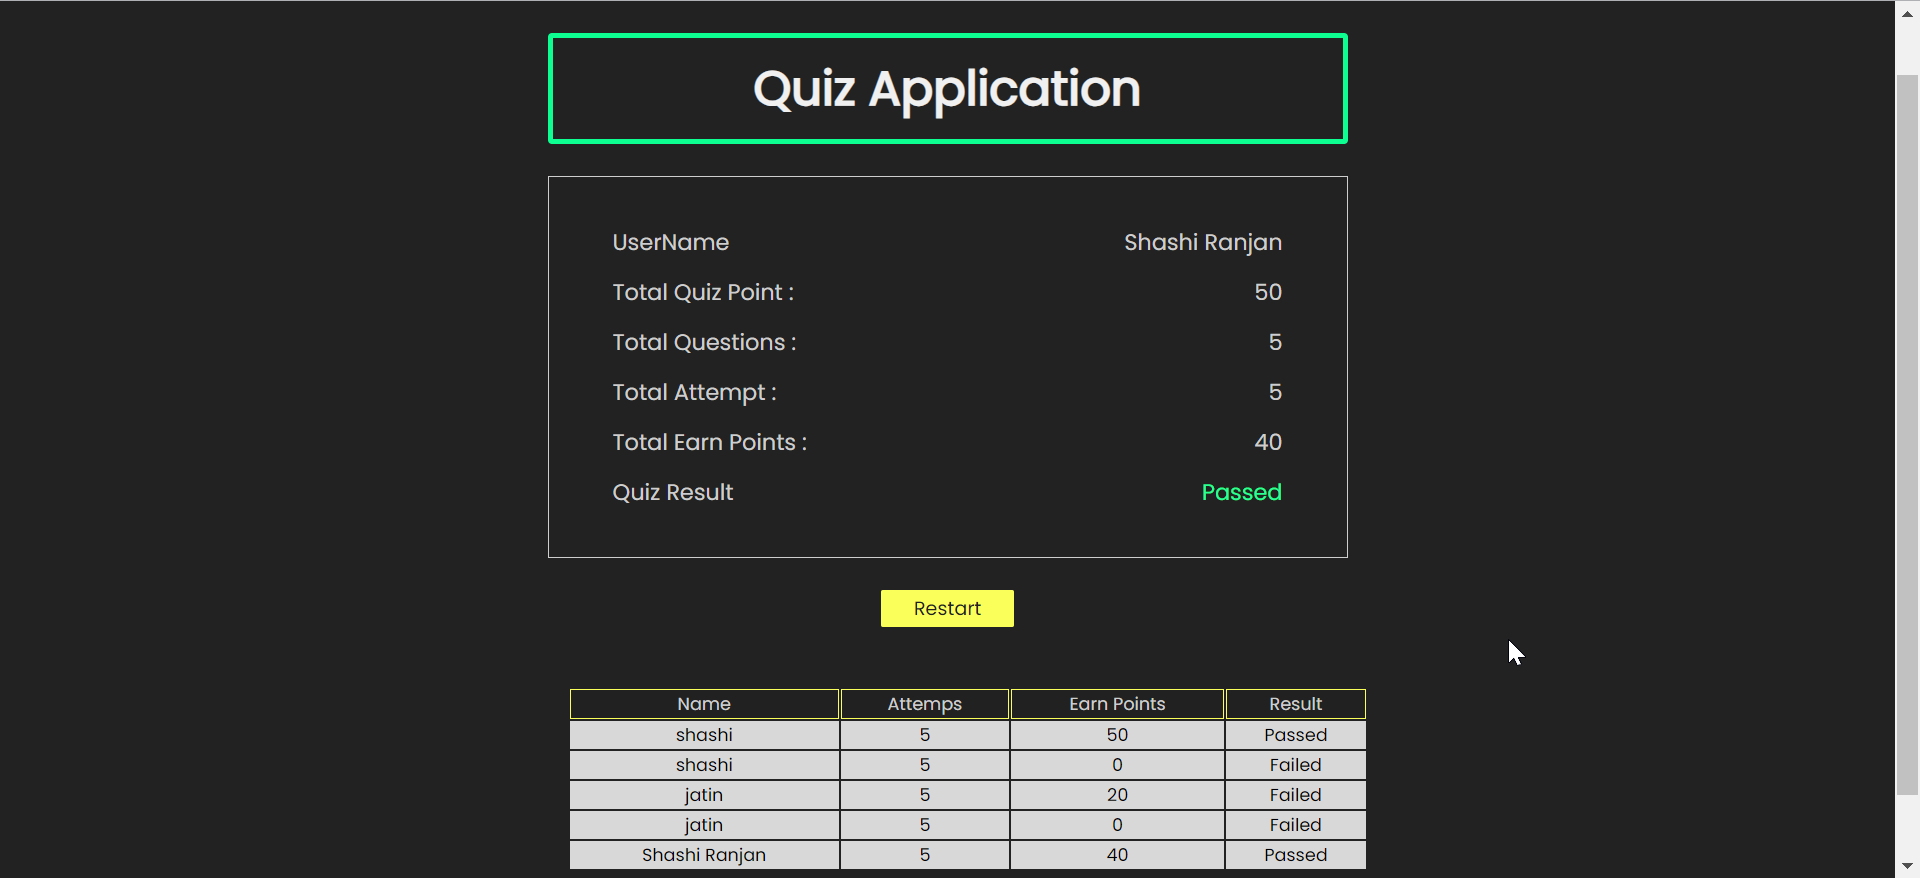 Quiz Application
UserName Shashi Ranjan
Total Quiz Point : 50
Total Questions : 5
Total Attempt : 5
Total Earn Points : 40
Quiz Result Passed
Restart
Name Attemps Earn Points Result
shashi 5 50 Passed
shashi 5 0 Failed
jatin 5 20 Failed
jatin 5 0 Failed
Shashi Ranjan 5 40 Passed